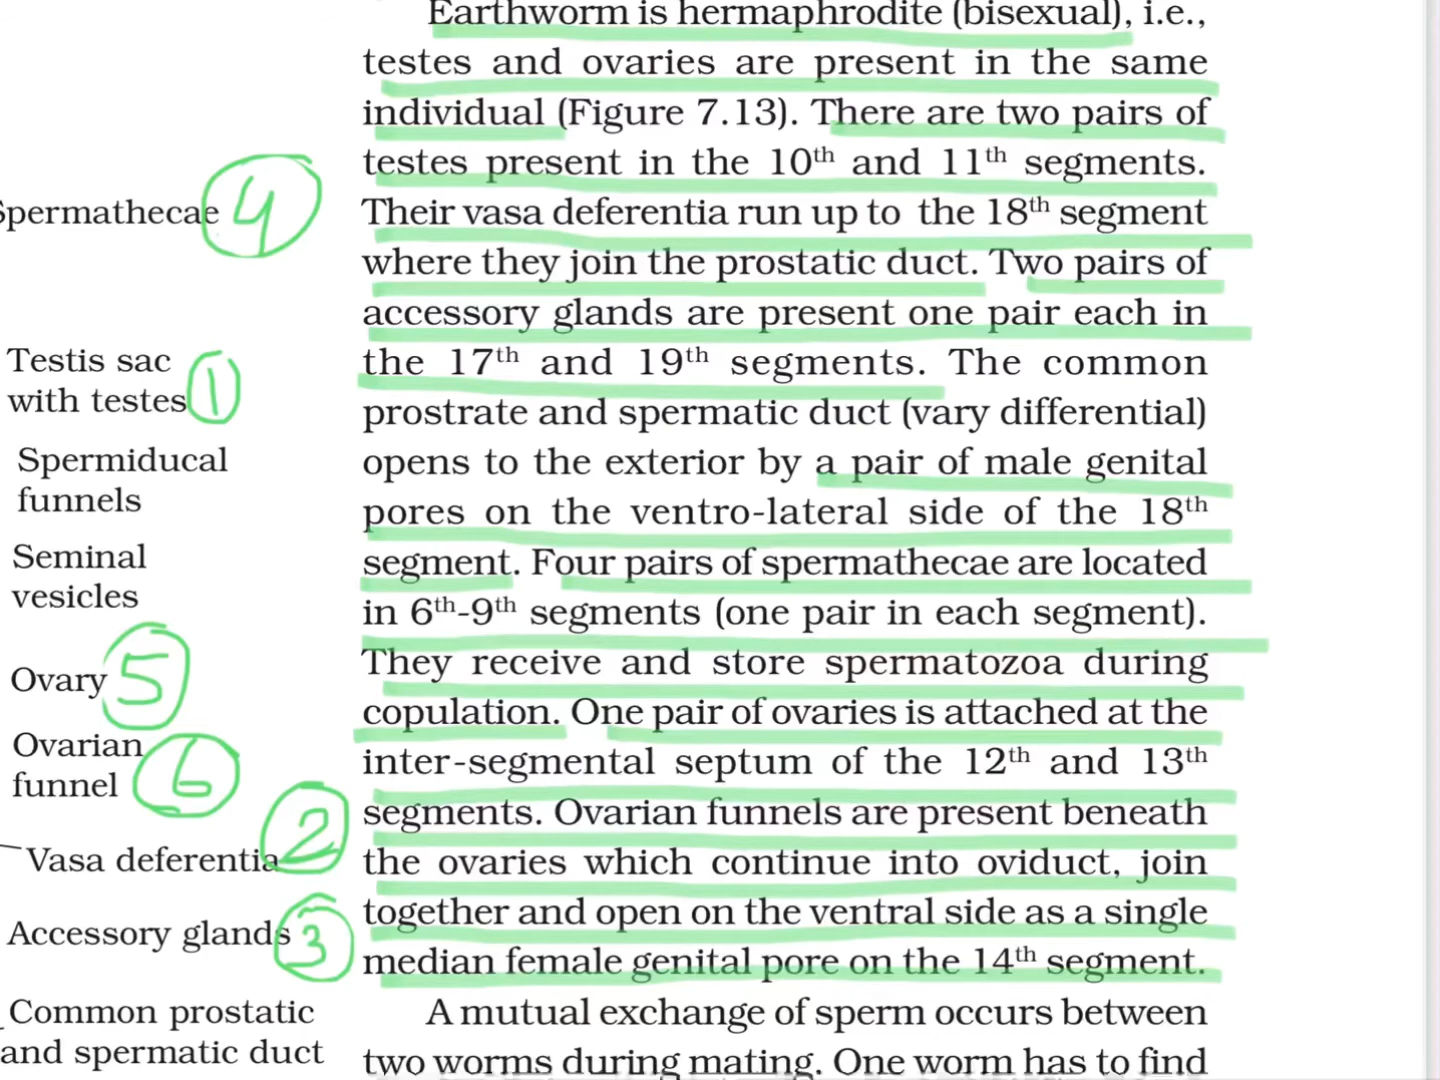 Spermathecae 4
Testis sac
with testes 1
Spermiducal
funnels
Seminal
vesicles
Ovary 5
Ovarian
funnel 6
Vasa deferentia 2
Accessory glands 3
Common prostatic
and spermatic duct
Earthworm is hermaphrodite (bisexual), i.e.,
testes and ovaries are present in the same
individual (Figure 7.13). There are two pairs of
testes present in the 10th and 11th segments.
Their vasa deferentia run up to the 18th segment
where they join the prostatic duct. Two pairs of
accessory glands are present one pair each in
the 17th and 19th segments. The common
prostrate and spermatic duct (vary differential)
opens to the exterior by a pair of male genital
pores on the ventro-lateral side of the 18th
segment. Four pairs of spermathecae are located
in 6th-9th segments (one pair in each segment).
They receive and store spermatozoa during
copulation. One pair of ovaries is attached at the
inter-segmental septum of the 12th and 13th
segments. Ovarian funnels are present beneath
the ovaries which continue into oviduct, join
together and open on the ventral side as a single
median female genital pore on the 14th segment.
A mutual exchange of sperm occurs between
two worms during mating. One worm has to find